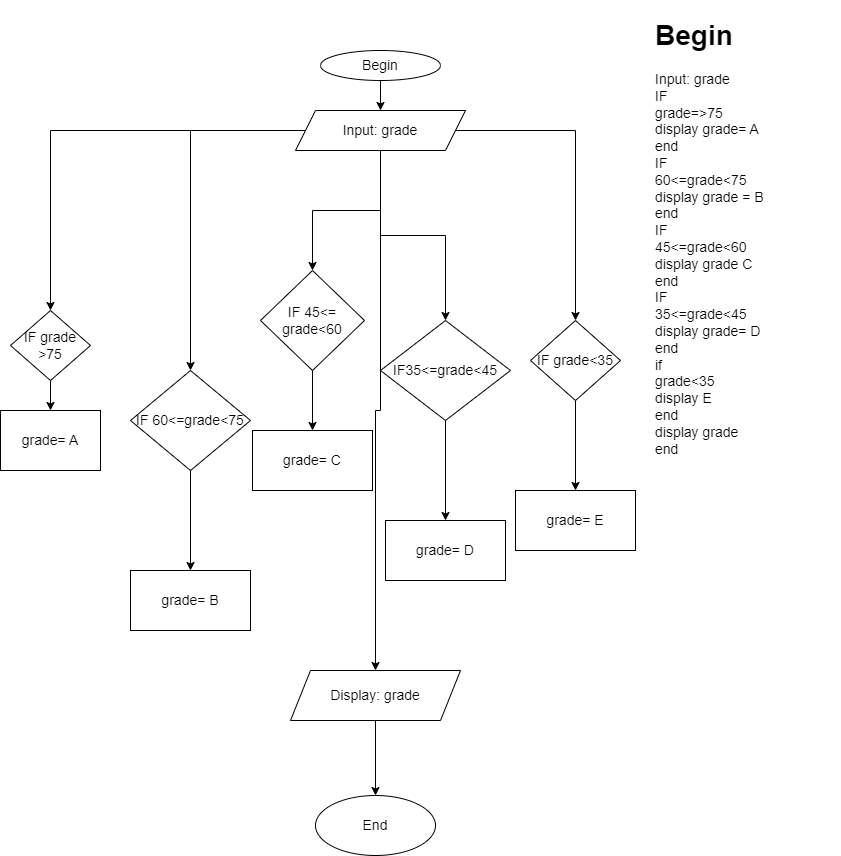 Begin
Input: grade
IF grade
>75
grade= A
IF 60<=grade<75
grade= B
IF 45<=
grade<60
grade= C
IF35<=grade<45
grade= D
IF grade<35
grade= E
Display: grade
End
Begin
Input: grade
IF
grade=>75
display grade= A
end
IF
60<=grade<75
display grade = B
end
IF
45<=grade<60
display grade C
end
IF
35<=grade<45
display grade= D
end
if
grade<35
display E
end
display grade
end